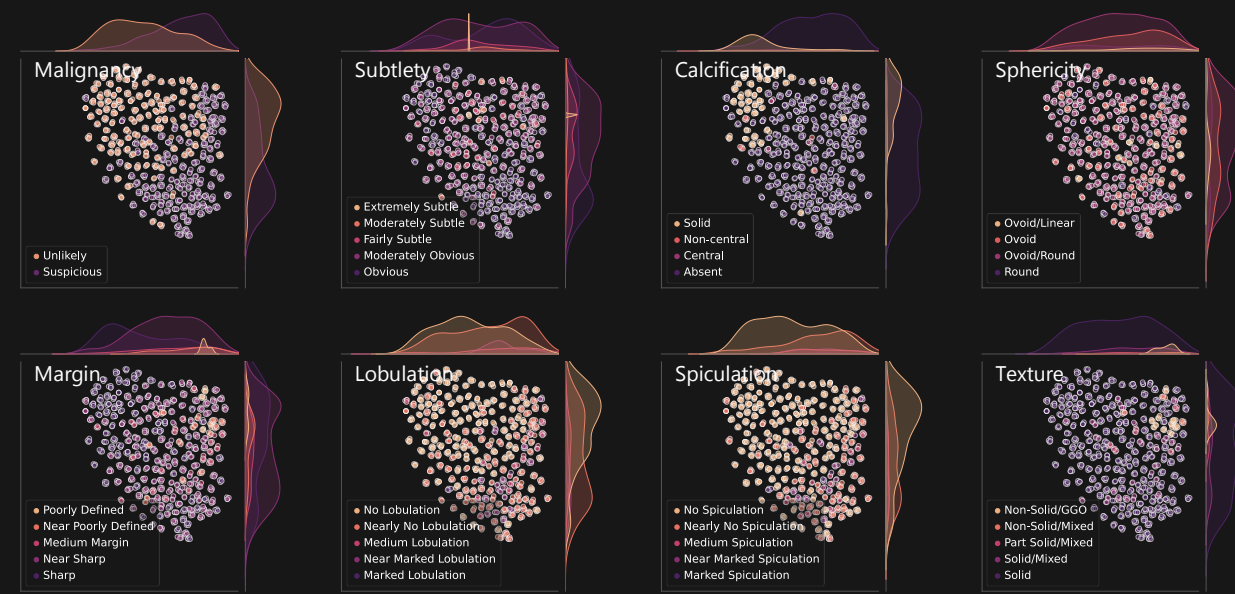 Malignancy
Unlikely
Suspicious
Subtlety
Extremely Subtle
Moderately Subtle
Fairly Subtle
Moderately Obvious
Obvious
Calcification
Solid
Non-central
Central
Absent
Sphericity
Ovoid/Linear
Ovoid
Ovoid/Round
Round
Margin
Poorly Defined
Near Poorly Defined
Medium Margin
Near Sharp
Sharp
Lobulation
No Lobulation
Nearly No Lobulation
Medium Lobulation
Near Marked Lobulation
Marked Lobulation
Spiculation
No Spiculation
Nearly No Spiculation
Medium Spiculation
Near Marked Spiculation
Marked Spiculation
Texture
Non-Solid/GGO
Non-Solid/Mixed
Part Solid/Mixed
Solid/Mixed
Solid